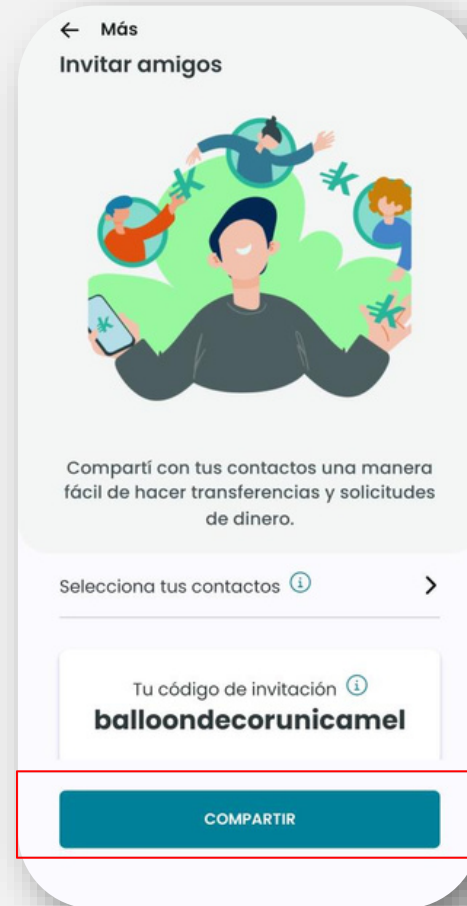 Más
Invitar amigos
Compartí con tus contactos una manera
fácil de hacer transferencias y solicitudes
de dinero.
Selecciona tus contactos
Tu código de invitación
balloondecorunicamel
COMPARTIR